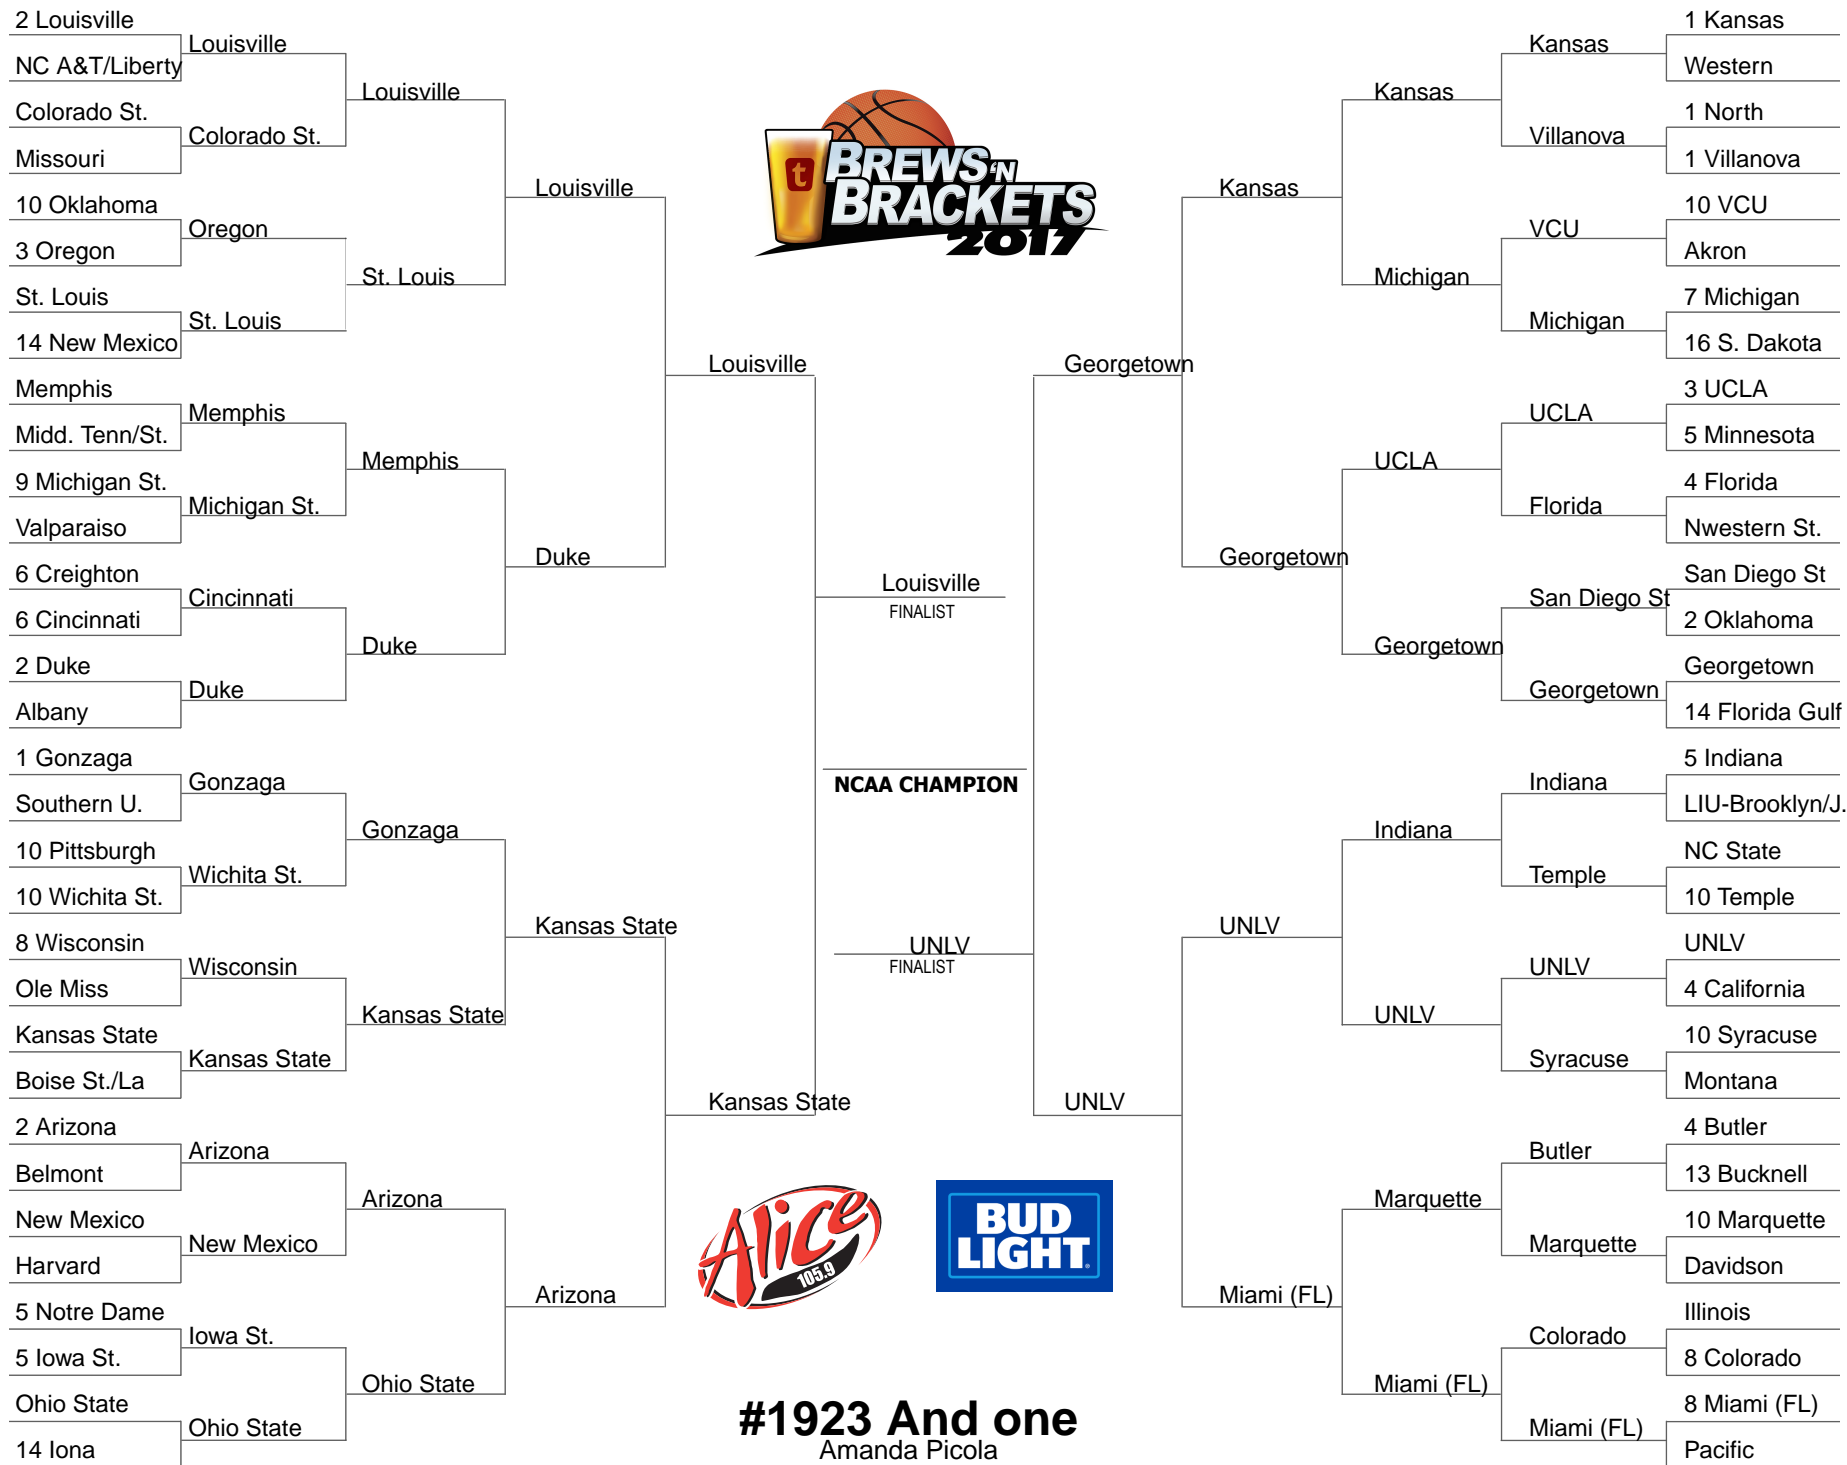 2 Louisville
NC A&T/Liberty
Colorado St.
Missouri
10 Oklahoma
3 Oregon
St. Louis
14 New Mexico
Memphis
Midd. Tenn/St.
9 Michigan St.
Valparaiso
6 Creighton
6 Cincinnati
2 Duke
Albany
1 Gonzaga
Southern U.
10 Pittsburgh
10 Wichita St.
8 Wisconsin
Ole Miss
Kansas State
Boise St./La
2 Arizona
Belmont
New Mexico
Harvard
5 Notre Dame
5 Iowa St.
Ohio State
14 Iona
Louisville
Colorado St.
Oregon
St. Louis
Memphis
Michigan St.
Cincinnati
Duke
Gonzaga
Wichita St.
Wisconsin
Kansas State
Arizona
New Mexico
Iowa St.
Ohio State
Louisville
St. Louis
Memphis
Duke
Gonzaga
Kansas State
Arizona
Ohio State
Louisville
Duke
Kansas State
Arizona
Louisville
Kansas State
t
BREWS 'N
BRACKETS
2017
Louisville
FINALIST
NCAA CHAMPION
UNLV
FINALIST
Alice
105.9
BUD
LIGHT
#1923 And one
Amanda Picola
Georgetown
UNLV
Kansas
Georgetown
UNLV
Miami (FL)
Kansas
Michigan
UCLA
Georgetown
Indiana
UNLV
Marquette
Miami (FL)
Kansas
Villanova
VCU
Michigan
UCLA
Florida
San Diego St
Georgetown
Indiana
Temple
UNLV
Syracuse
Butler
Marquette
Colorado
Miami (FL)
1 Kansas
Western
1 North
1 Villanova
10 VCU
Akron
7 Michigan
16 S. Dakota
3 UCLA
5 Minnesota
4 Florida
Nwestern St.
San Diego St
2 Oklahoma
Georgetown
14 Florida Gulf
5 Indiana
LIU-Brooklyn/J.
NC State
10 Temple
UNLV
4 California
10 Syracuse
Montana
4 Butler
13 Bucknell
10 Marquette
Davidson
Illinois
8 Colorado
8 Miami (FL)
Pacific